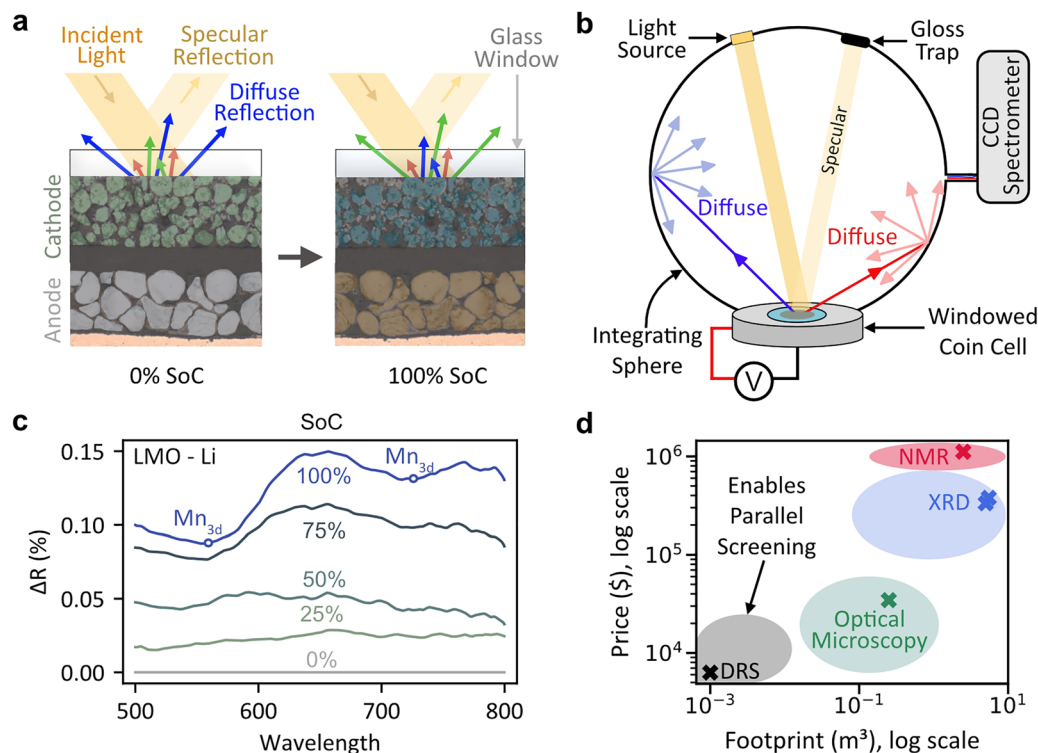 a
Incident
Light
Specular
Reflection
Glass
Window
Diffuse
Reflection
Cathode
Anode
0% SoC
100% SoC
b
Light
Source
Gloss
Trap
CCD
Spectrometer
Specular
Diffuse
Diffuse
Integrating
Sphere
Windowed
Coin Cell
V
c
SoC
LMO - Li
100%
Mn3d
Mn3d
75%
50%
25%
0%
0.15
0.10
0.05
0.00
ΔR (%)
500
600
700
800
Wavelength
d
Enables
Parallel
Screening
NMR
XRD
Optical
Microscopy
DRS
10⁶
10⁵
10⁴
Price ($), log scale
10⁻³
10⁻¹
10¹
Footprint (m³), log scale